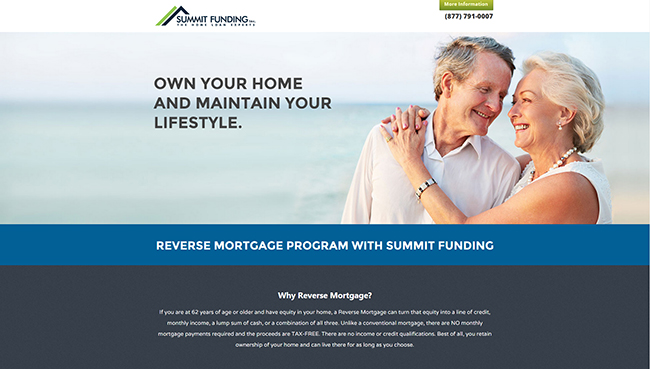 More Information
SUMMIT FUNDING INC.
THE HOME LOAN EXPERTS
(877) 791-0007
OWN YOUR HOME
AND MAINTAIN YOUR
LIFESTYLE.
REVERSE MORTGAGE PROGRAM WITH SUMMIT FUNDING
Why Reverse Mortgage?
If you are at 62 years of age or older and have equity in your home, a Reverse Mortgage can turn that equity into a line of credit,
monthly income, a lump sum of cash, or a combination of all three. Unlike a conventional mortgage, there are NO monthly
mortgage payments required and the proceeds are TAX-FREE. There are no income or credit qualifications. Best of all, you retain
ownership of your home and can live there for as long as you choose.